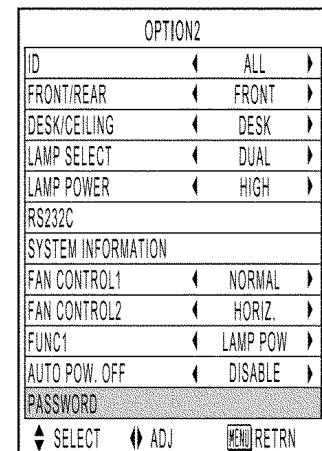 OPTION2
ID ALL
FRONT/REAR FRONT
DESK/CEILING DESK
LAMP SELECT DUAL
LAMP POWER HIGH
RS232C
SYSTEM INFORMATION
FAN CONTROL1 NORMAL
FAN CONTROL2 HORIZ.
FUNC1 LAMP POW
AUTO POW. OFF DISABLE
PASSWORD
SELECT ADJ MENU RETRN